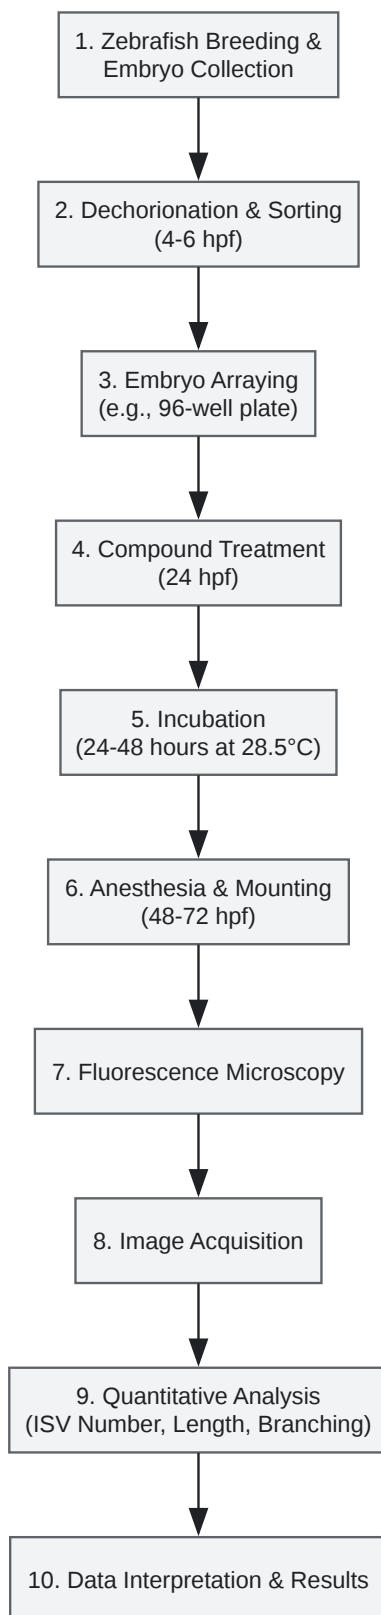 1. Zebrafish Breeding &
Embryo Collection
2. Dechorionation & Sorting
(4-6 hpf)
3. Embryo Arraying
(e.g., 96-well plate)
4. Compound Treatment
(24 hpf)
5. Incubation
(24-48 hours at 28.5°C)
6. Anesthesia & Mounting
(48-72 hpf)
7. Fluorescence Microscopy
8. Image Acquisition
9. Quantitative Analysis
(ISV Number, Length, Branching)
10. Data Interpretation & Results